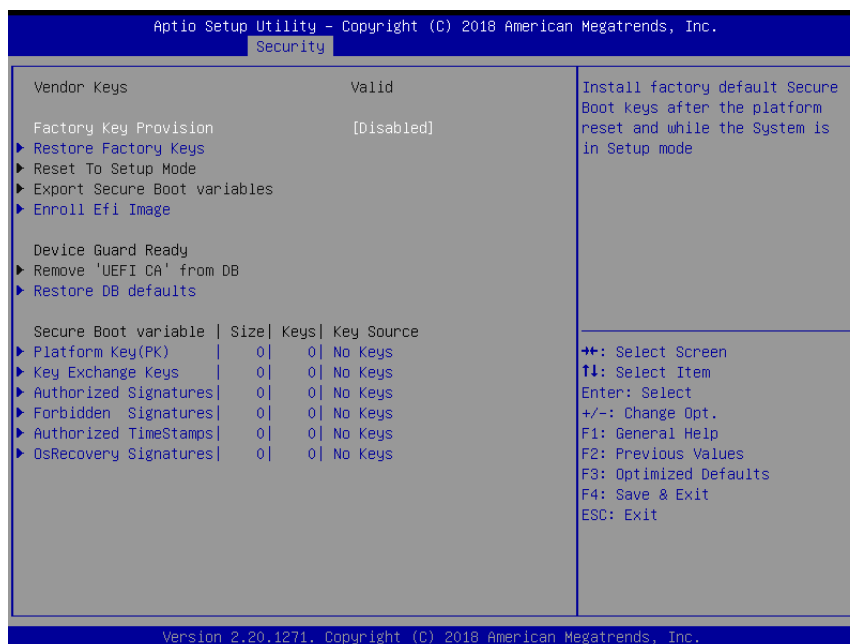 Aptio Setup Utility – Copyright (C) 2018 American Megatrends, Inc.
Security
Vendor Keys Valid
Factory Key Provision [Disabled]
Restore Factory Keys
Reset To Setup Mode
Export Secure Boot variables
Enroll Efi Image
Device Guard Ready
Remove 'UEFI CA' from DB
Restore DB defaults
Secure Boot variable | Size| Keys| Key Source
Platform Key(PK) | 0| 0| No Keys
Key Exchange Keys | 0| 0| No Keys
Authorized Signatures| 0| 0| No Keys
Forbidden Signatures| 0| 0| No Keys
Authorized TimeStamps| 0| 0| No Keys
OsRecovery Signatures| 0| 0| No Keys
Install factory default Secure
Boot keys after the platform
reset and while the System is
in Setup mode
→←: Select Screen
↑↓: Select Item
Enter: Select
+/-: Change Opt.
F1: General Help
F2: Previous Values
F3: Optimized Defaults
F4: Save & Exit
ESC: Exit
Version 2.20.1271. Copyright (C) 2018 American Megatrends, Inc.